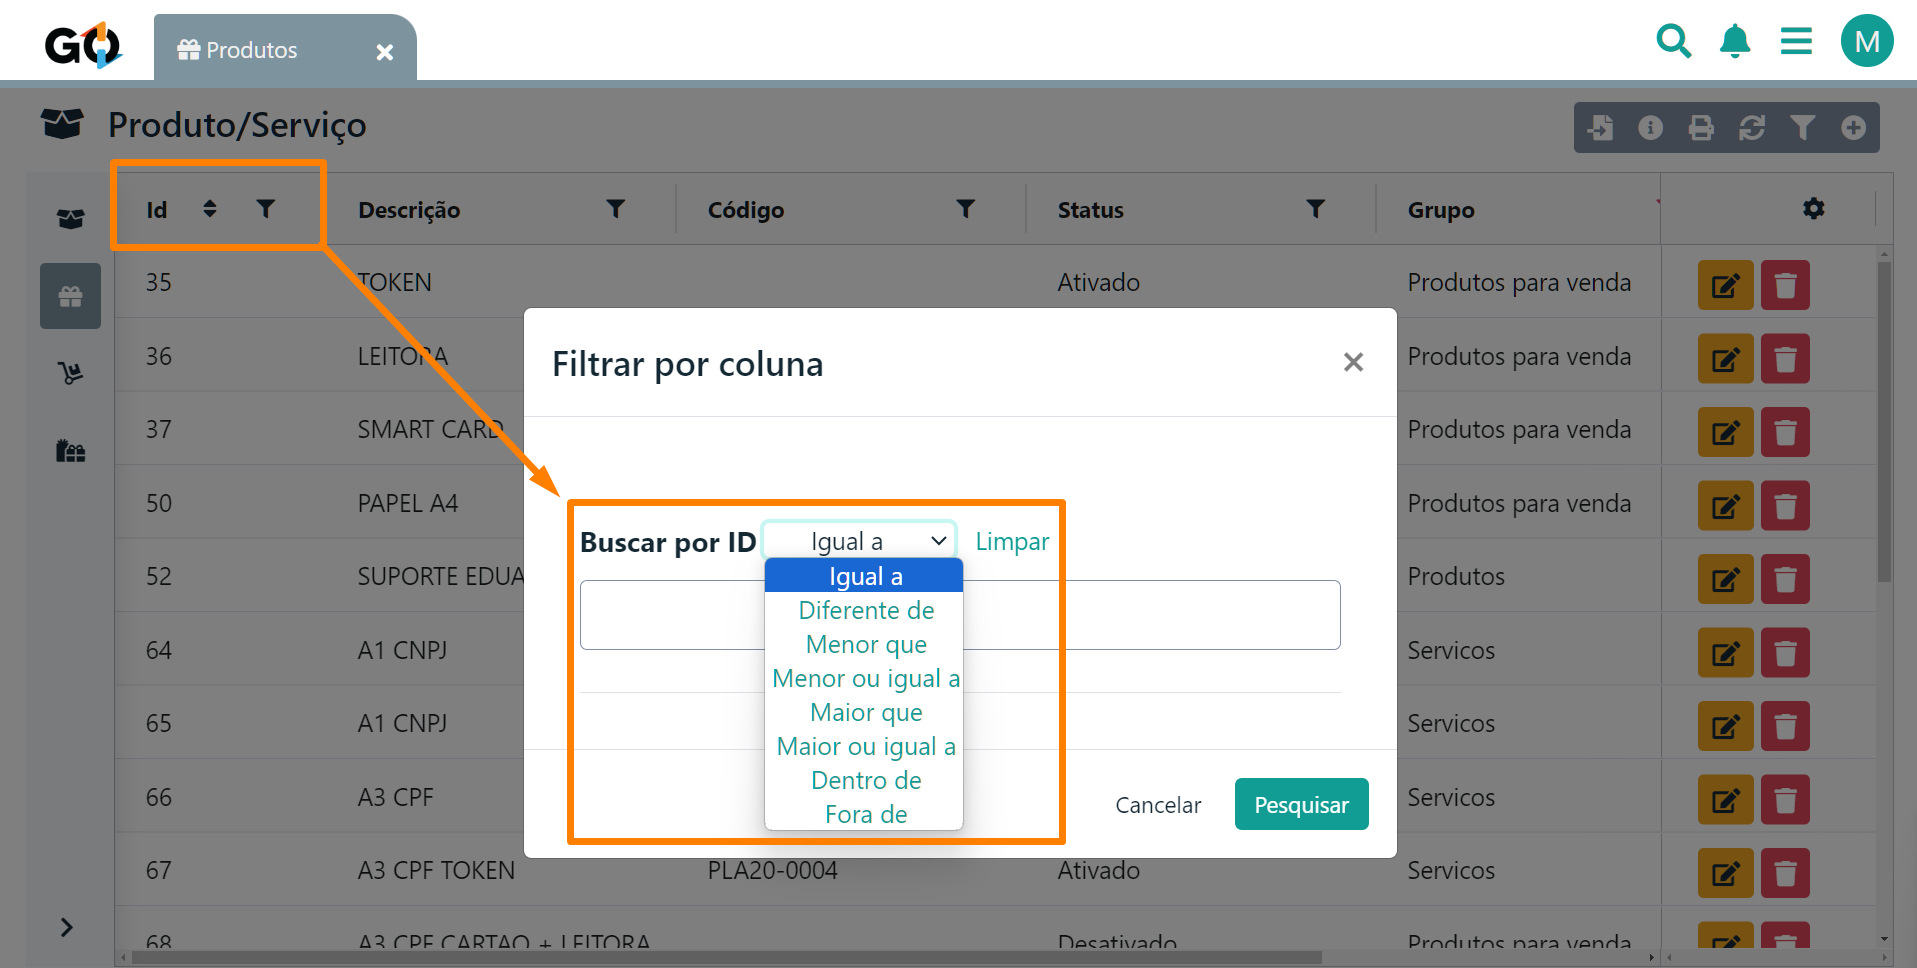 GO
Produtos
M
Produto/Serviço
Id
Descrição
Código
Status
Grupo
35
TOKEN
Ativado
Produtos para venda
36
LEITORA
Produtos para venda
37
SMART CARD
Produtos para venda
50
PAPEL A4
Produtos para venda
52
SUPORTE EDUA
Produtos
64
A1 CNPJ
Servicos
65
A1 CNPJ
Servicos
66
A3 CPF
Servicos
67
A3 CPF TOKEN
PLA20-0004
Ativado
Servicos
68
A3 CPF CARTAO + LEITORA
Desativado
Produtos para venda
Filtrar por coluna
Buscar por ID
Igual a
Limpar
Igual a
Diferente de
Menor que
Menor ou igual a
Maior que
Maior ou igual a
Dentro de
Fora de
Cancelar
Pesquisar